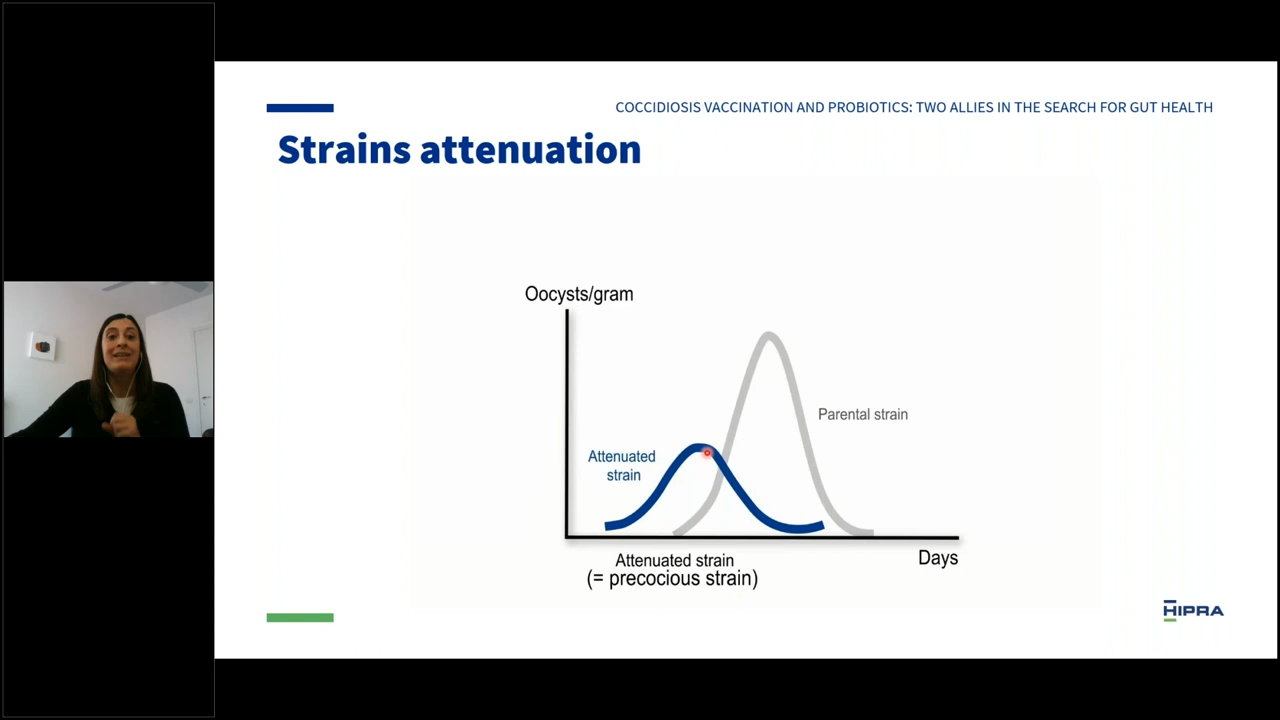 COCCIDIOSIS VACCINATION AND PROBIOTICS: TWO ALLIES IN THE SEARCH FOR GUT HEALTH
Strains attenuation
Oocysts/gram
Parental strain
Attenuated
strain
Attenuated strain
(= precocious strain)
Days
HIPRA